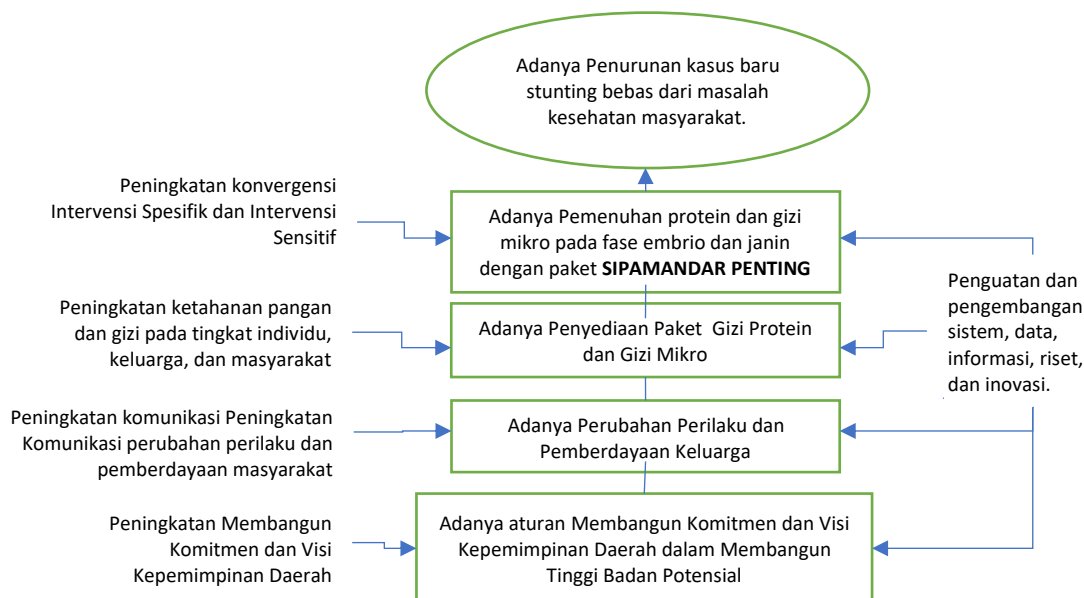 Adanya Penurunan kasus baru
stunting bebas dari masalah
kesehatan masyarakat.
Peningkatan konvergensi
Intervensi Spesifik dan Intervensi
Sensitif
Adanya Pemenuhan protein dan gizi
mikro pada fase embrio dan janin
dengan paket SIPAMANDAR PENTING
Peningkatan ketahanan pangan
dan gizi pada tingkat individu,
keluarga, dan masyarakat
Adanya Penyediaan Paket  Gizi Protein
dan Gizi Mikro
Penguatan dan
pengembangan
sistem, data,
informasi, riset,
dan inovasi.
Peningkatan komunikasi Peningkatan
Komunikasi perubahan perilaku dan
pemberdayaan masyarakat
Adanya Perubahan Perilaku dan
Pemberdayaan Keluarga
Peningkatan Membangun
Komitmen dan Visi
Kepemimpinan Daerah
Adanya aturan Membangun Komitmen dan Visi
Kepemimpinan Daerah dalam Membangun
Tinggi Badan Potensial